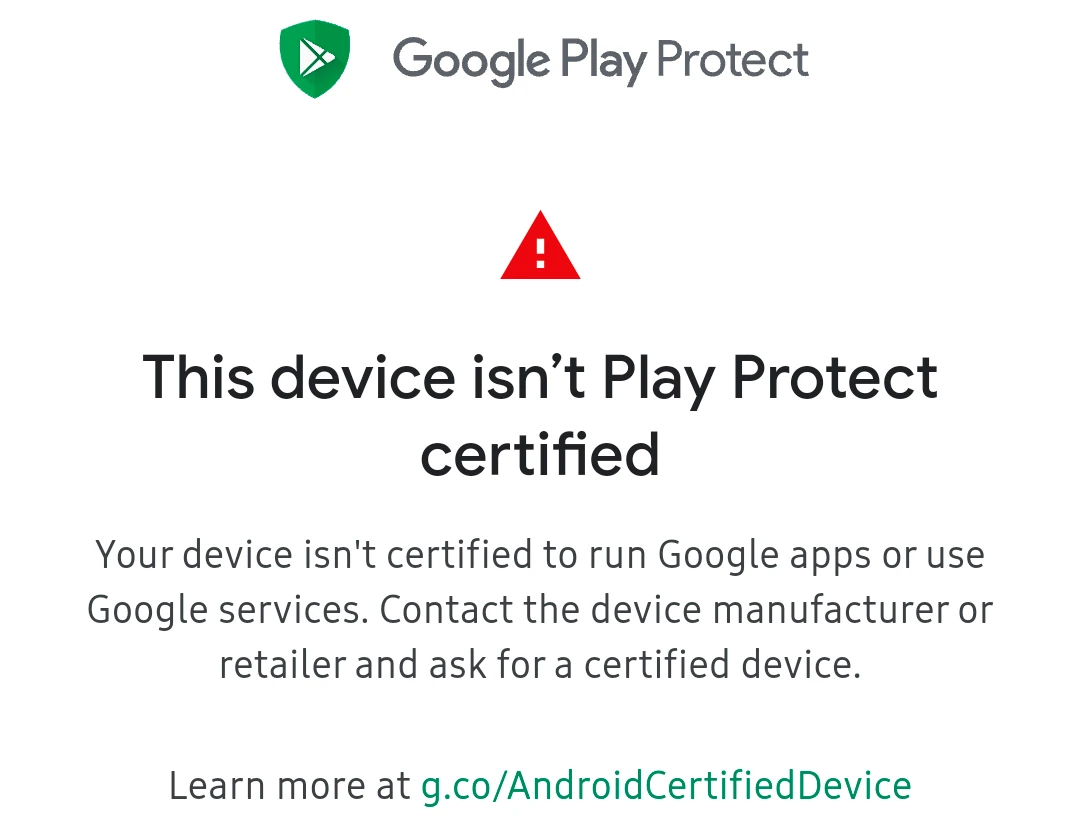 Google Play Protect
This device isn’t Play Protect
certified
Your device isn't certified to run Google apps or use
Google services. Contact the device manufacturer or
retailer and ask for a certified device.
Learn more at g.co/AndroidCertifiedDevice